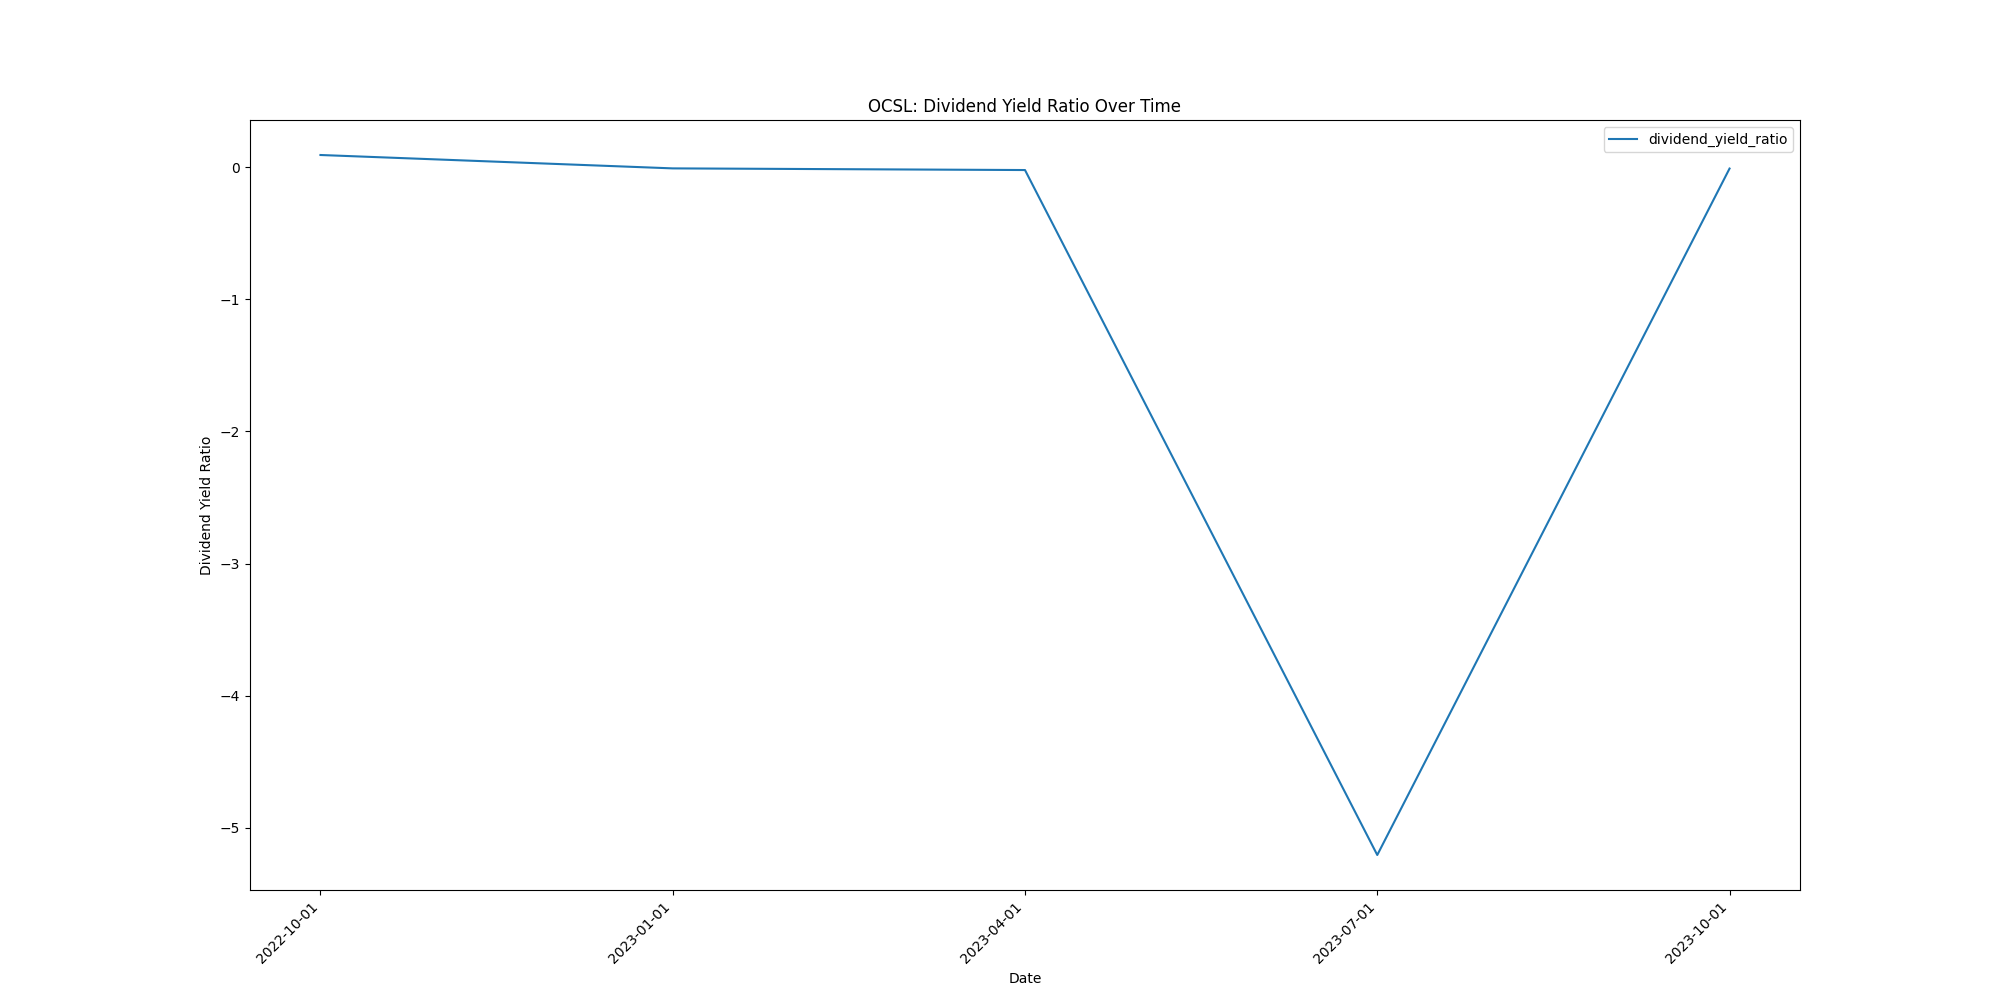 OCSL: Dividend Yield Ratio Over Time
dividend_yield_ratio
0
−1
−2
−3
−4
−5
Dividend Yield Ratio
2022-10-01
2023-01-01
2023-04-01
2023-07-01
2023-10-01
Date